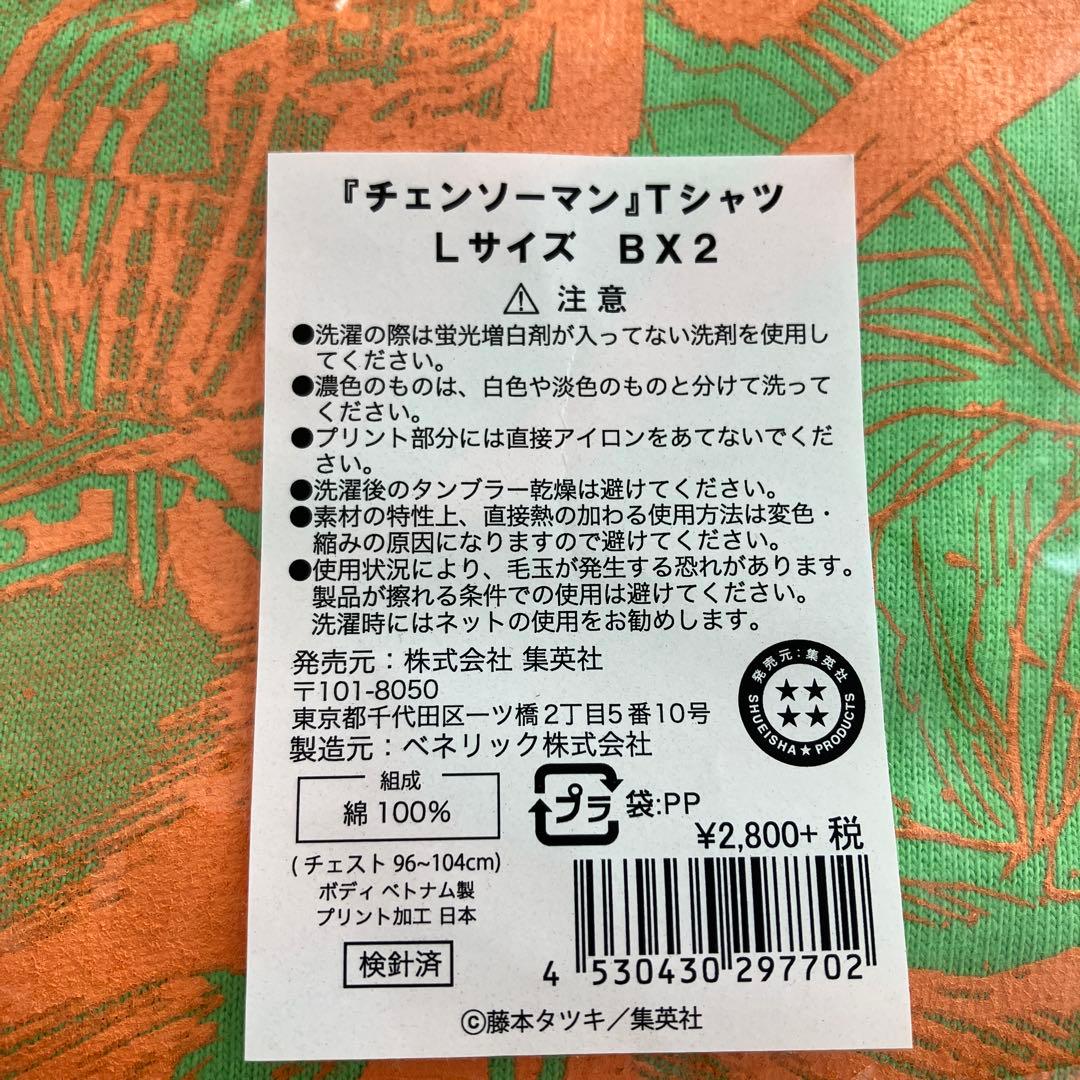 『チェンソーマン』Tシャツ
Lサイズ BX2
⚠ 注意
●洗濯の際は蛍光増白剤が入ってない洗剤を使用し
てください。
●濃色のものは、白色や淡色のものと分けて洗って
ください。
●プリント部分には直接アイロンをあてないでくだ
さい。
●洗濯後のタンブラー乾燥は避けてください。
●素材の特性上、直接熱の加わる使用方法は変色・
縮みの原因になりますので避けてください。
●使用状況により、毛玉が発生する恐れがあります。
製品が擦れる条件での使用は避けてください。
洗濯時にはネットの使用をお勧めします。
発売元：株式会社 集英社
〒101-8050
東京都千代田区一ツ橋2丁目5番10号
製造元：ベネリック株式会社
発売元：集英社
SHUEISHA★PRODUCTS
組成
綿100%
プラ 袋:PP
¥2,800+税
(チェスト 96~104cm)
ボディ ベトナム製
プリント加工 日本
検針済
4 530430 297702
©藤本タツキ／集英社